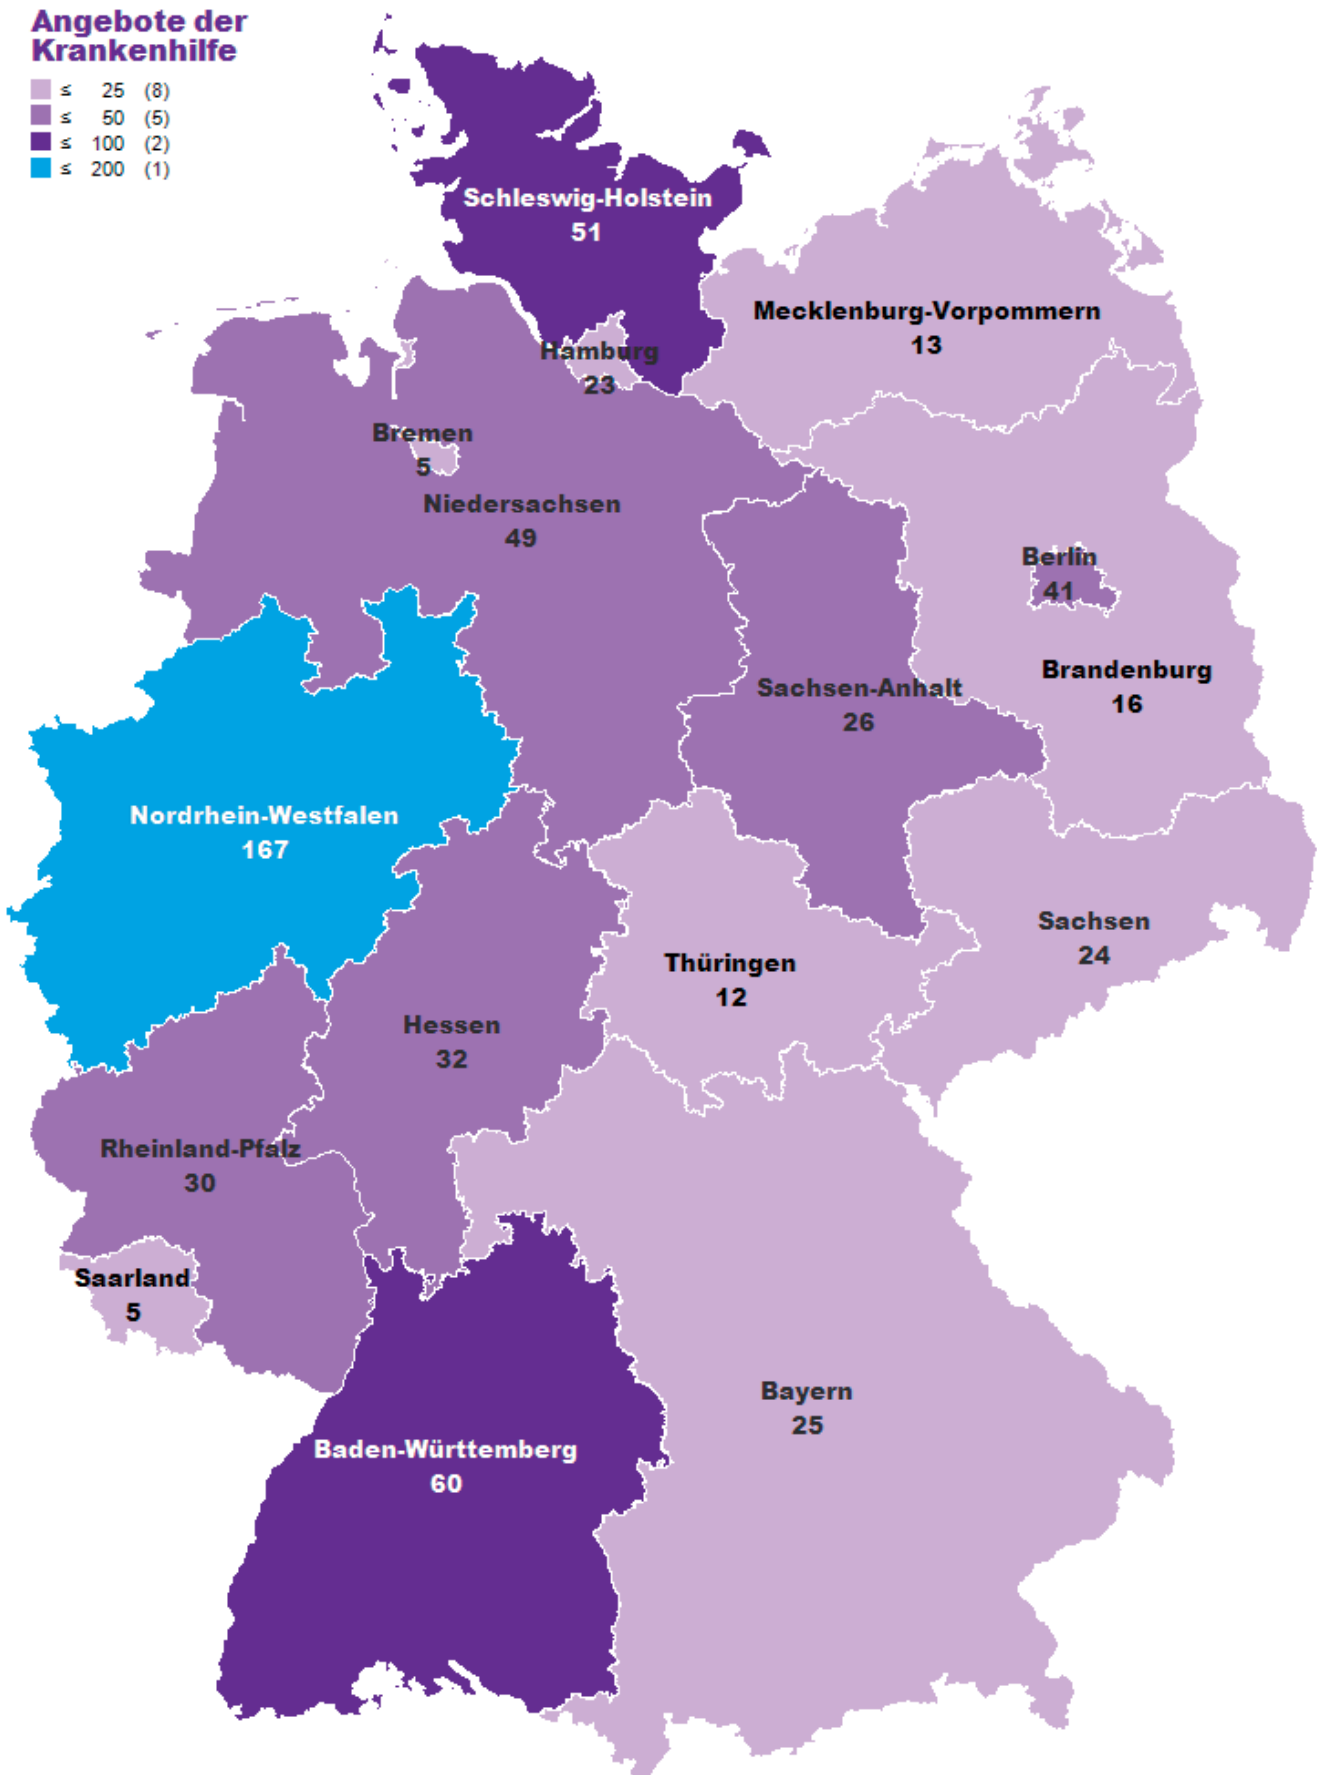 Angebote der
Krankenhilfe
≤ 25 (8)
≤ 50 (5)
≤ 100 (2)
≤ 200 (1)
Schleswig-Holstein
51
Mecklenburg-Vorpommern
13
Hamburg
23
Bremen
5
Niedersachsen
49
Berlin
41
Brandenburg
16
Sachsen-Anhalt
26
Nordrhein-Westfalen
167
Sachsen
24
Thüringen
12
Hessen
32
Rheinland-Pfalz
30
Saarland
5
Bayern
25
Baden-Württemberg
60